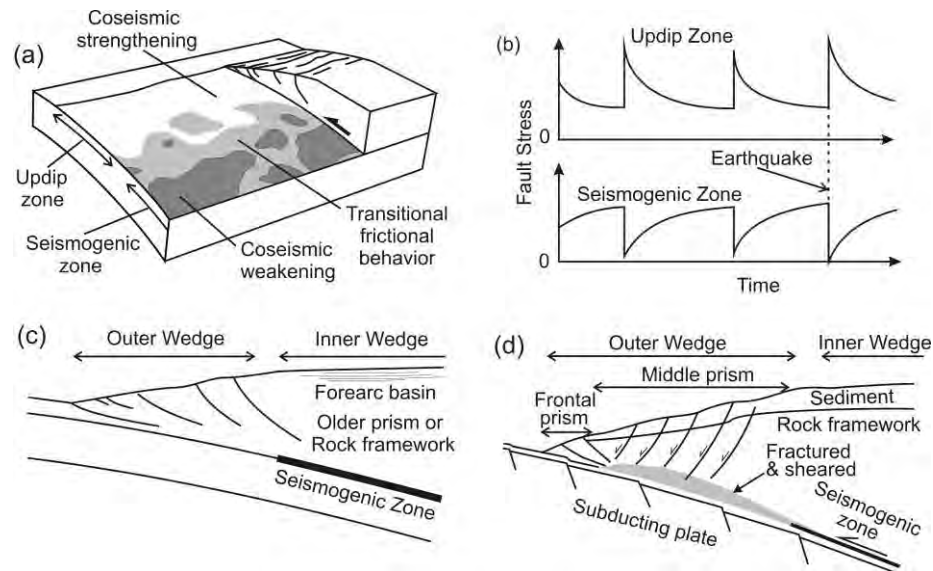 (a)
Coseismic
strengthening
Updip
zone
Seismogenic
zone
Coseismic
weakening
Transitional
frictional
behavior
(b)
Updip Zone
0
Fault Stress
Earthquake
Seismogenic Zone
0
Time
(c)
Outer Wedge
Inner Wedge
Forearc basin
Older prism or
Rock framework
Seismogenic Zone
(d)
Outer Wedge
Inner Wedge
Middle prism
Frontal
prism
Sediment
Rock framework
Fractured
& sheared
Seismogenic
zone
Subducting plate